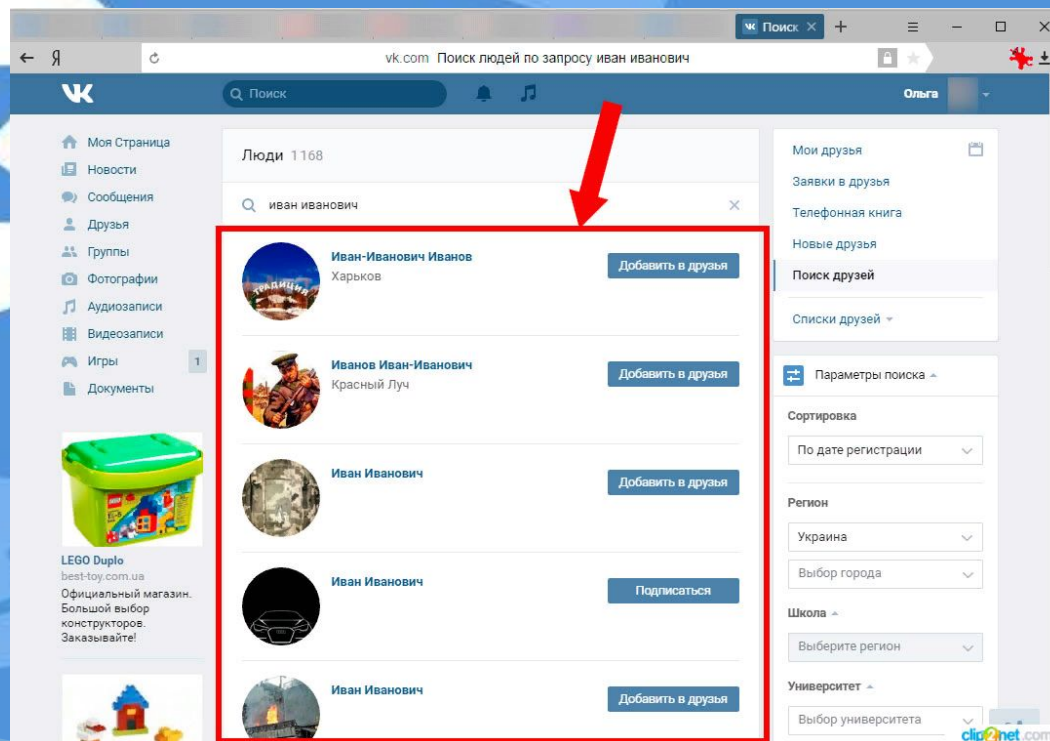 Поиск
Я
vk.com Поиск людей по запросу иван иванович
Поиск
Ольга
Моя Страница
Новости
Сообщения
Друзья
Группы
Фотографии
Аудиозаписи
Видеозаписи
Игры 1
Документы
LEGO Duplo
best-toy.com.ua
Официальный магазин.
Большой выбор
конструкторов.
Заказывайте!
Люди 1 168
иван иванович
ТРАДИЦИЯ
Иван-Иванович Иванов
Харьков
Добавить в друзья
Иванов Иван-Иванович
Красный Луч
Добавить в друзья
Иван Иванович
Добавить в друзья
Иван Иванович
Подписаться
Иван Иванович
Добавить в друзья
Мои друзья
Заявки в друзья
Телефонная книга
Новые друзья
Поиск друзей
Списки друзей
Параметры поиска
Сортировка
По дате регистрации
Регион
Украина
Выбор города
Школа
Выберите регион
Университет
Выбор университета
clip2net.com